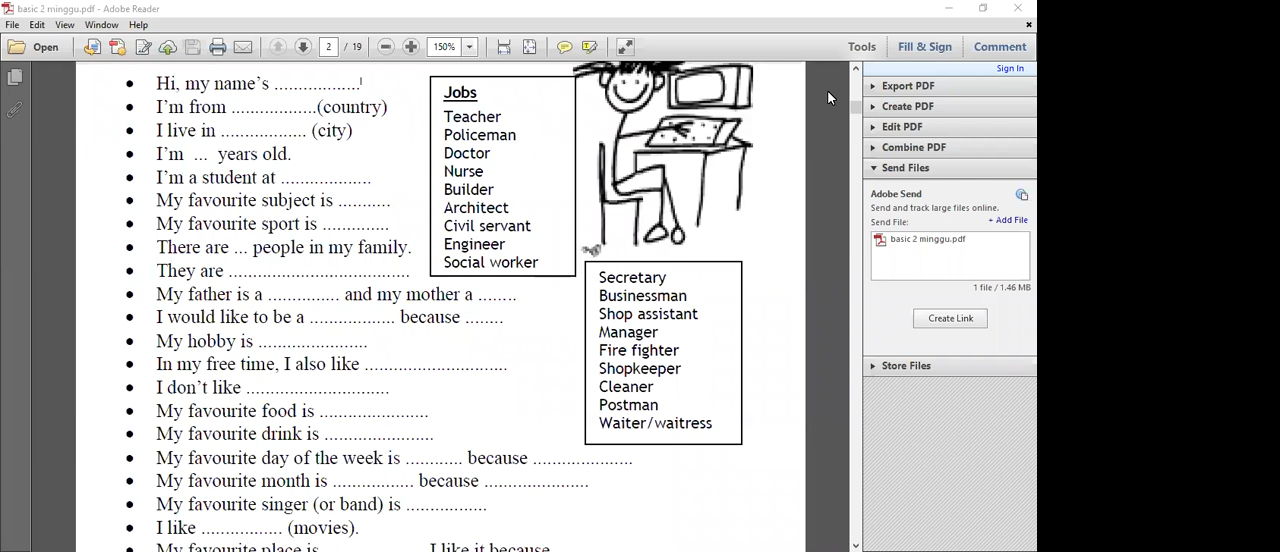 basic 2 minggu.pdf - Adobe Reader
File Edit View Window Help
Open 2 / 19 150% Tools Fill & Sign Comment
Sign In
Export PDF
Create PDF
Edit PDF
Combine PDF
Send Files
Adobe Send
Send and track large files online.
Send File: + Add File
basic 2 minggu.pdf
1 file / 1.46 MB
Create Link
Store Files
• Hi, my name's ..................
• I'm from .................(country)
• I live in ................. (city)
• I'm ... years old.
• I'm a student at ..................
• My favourite subject is ...........
• My favourite sport is ..............
• There are ... people in my family.
• They are .....................................
• My father is a ............... and my mother a ........
• I would like to be a .................. because ........
• My hobby is ......................
• In my free time, I also like .............................
• I don't like .............................
• My favourite food is ......................
• My favourite drink is ......................
• My favourite day of the week is ........... because ....................
• My favourite month is ................ because .....................
• My favourite singer (or band) is ................
• I like ................. (movies).
• My favourite place is ...................... I like it because
Jobs
Teacher
Policeman
Doctor
Nurse
Builder
Architect
Civil servant
Engineer
Social worker
Secretary
Businessman
Shop assistant
Manager
Fire fighter
Shopkeeper
Cleaner
Postman
Waiter/waitress